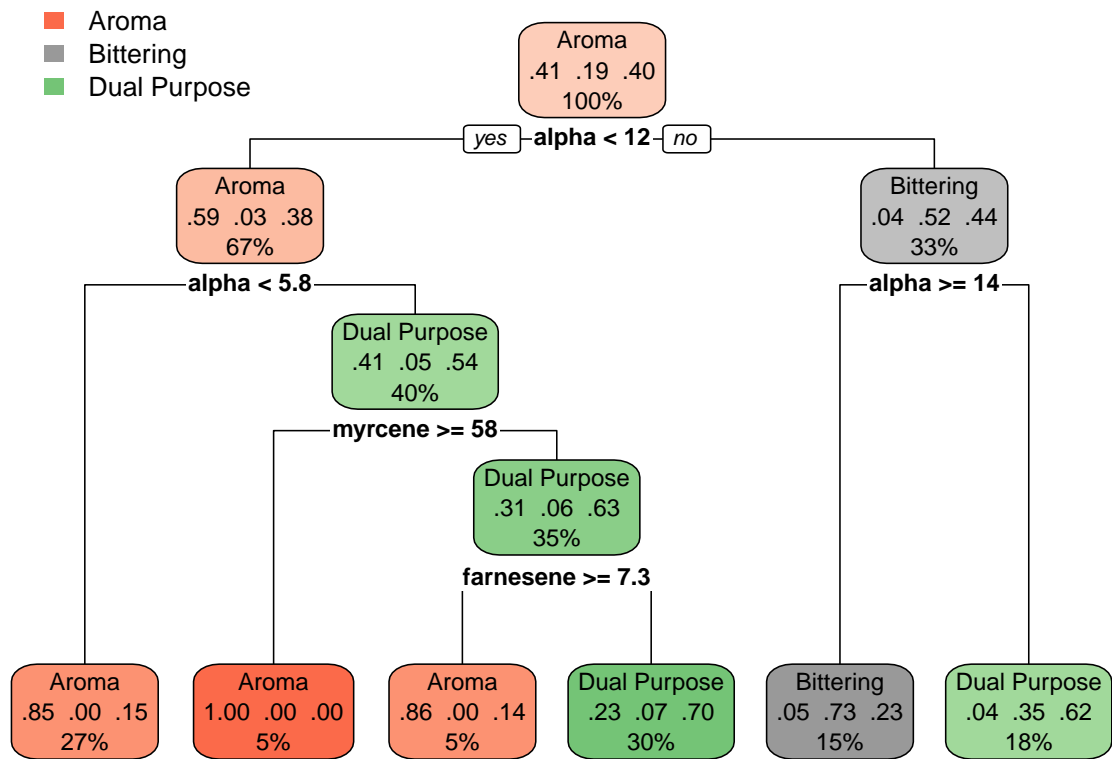 Aroma
Bittering
Dual Purpose
Aroma
.41 .19 .40
100%
yes alpha < 12 no
Aroma
.59 .03 .38
67%
Bittering
.04 .52 .44
33%
alpha < 5.8
alpha >= 14
Dual Purpose
.41 .05 .54
40%
myrcene >= 58
Dual Purpose
.31 .06 .63
35%
farnesene >= 7.3
Aroma
.85 .00 .15
27%
Aroma
1.00 .00 .00
5%
Aroma
.86 .00 .14
5%
Dual Purpose
.23 .07 .70
30%
Bittering
.05 .73 .23
15%
Dual Purpose
.04 .35 .62
18%